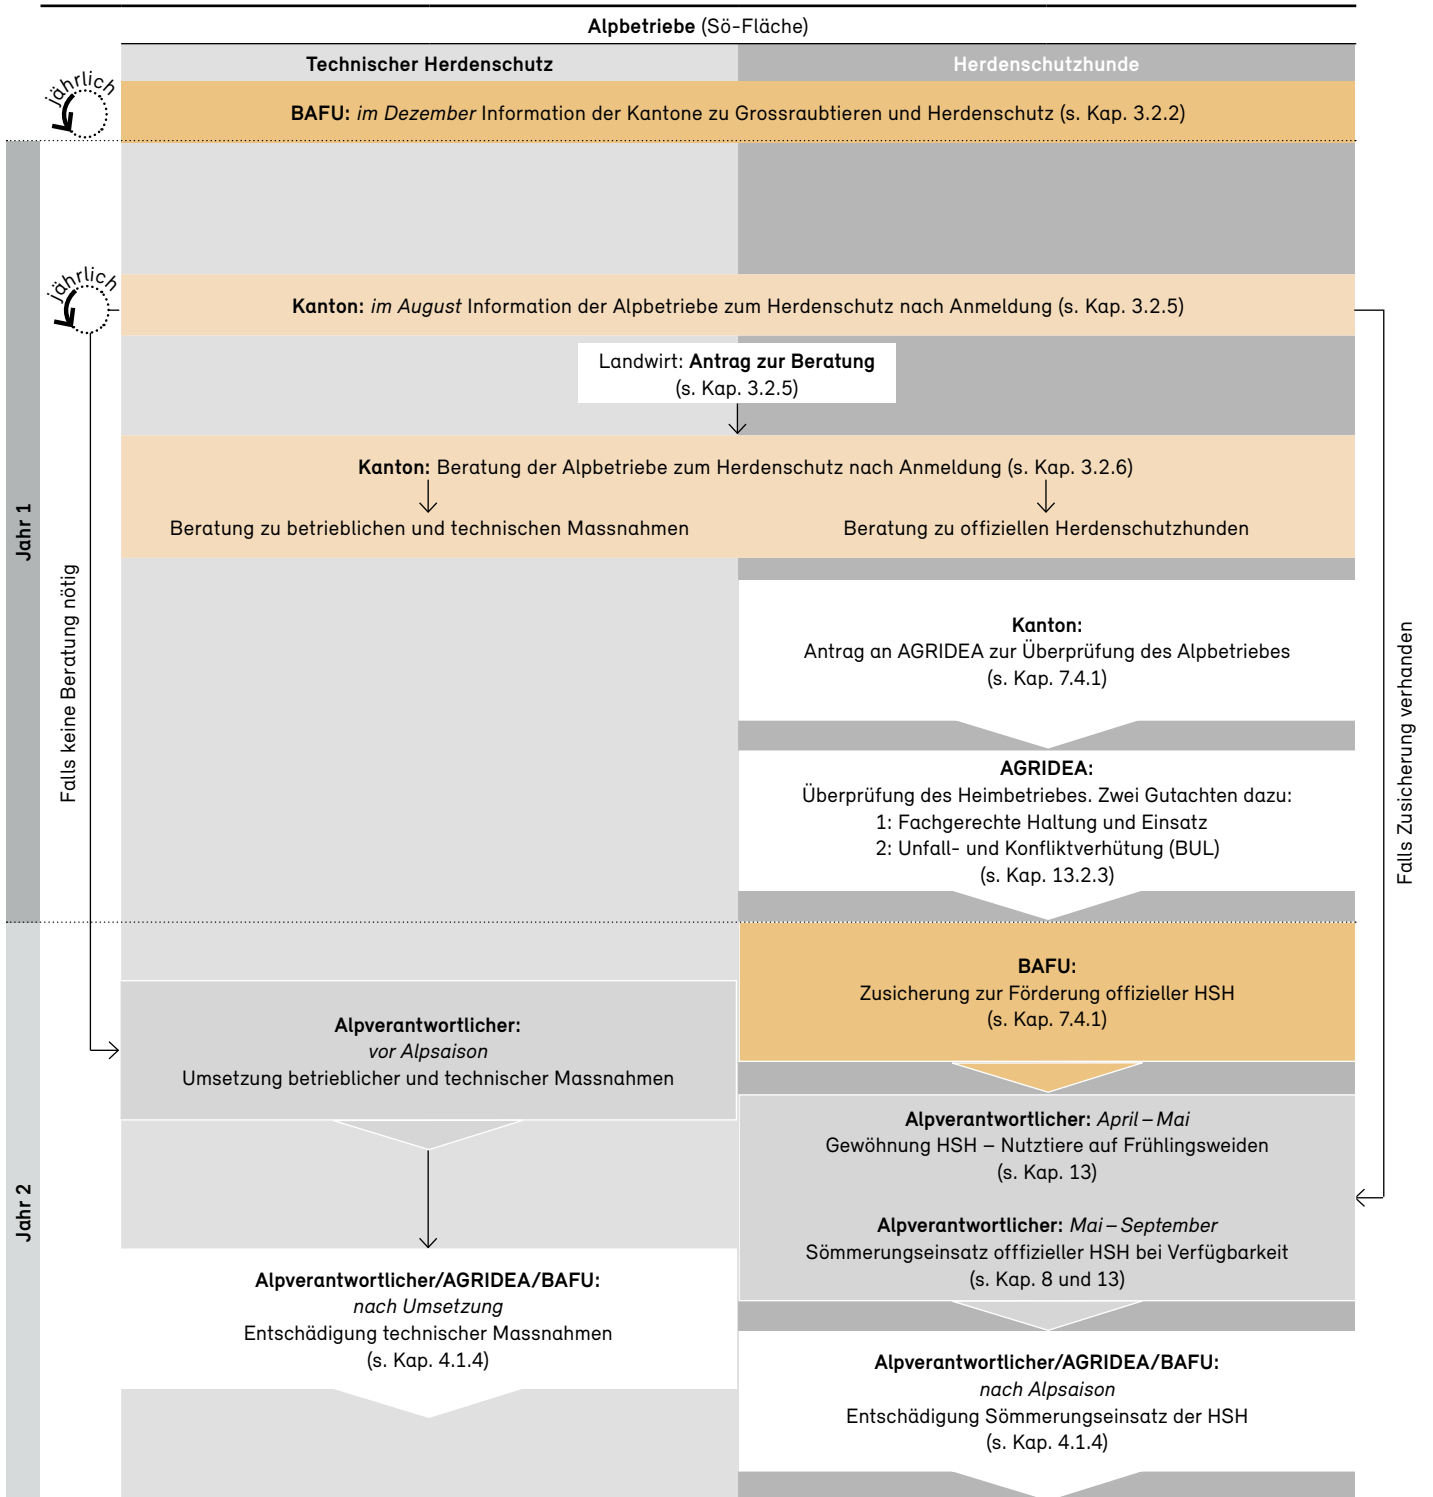 Alpbetriebe (Sö-Fläche)
Technischer Herdenschutz
Herdenschutzhunde
jährlich
BAFU: im Dezember Information der Kantone zu Grossraubtieren und Herdenschutz (s. Kap. 3.2.2)
Jahr 1
jährlich
Kanton: im August Information der Alpbetriebe zum Herdenschutz nach Anmeldung (s. Kap. 3.2.5)
Landwirt: Antrag zur Beratung
(s. Kap. 3.2.5)
Kanton: Beratung der Alpbetriebe zum Herdenschutz nach Anmeldung (s. Kap. 3.2.6)
Beratung zu betrieblichen und technischen Massnahmen
Beratung zu offiziellen Herdenschutzhunden
Falls keine Beratung nötig
Falls Zusicherung verhanden
Kanton:
Antrag an AGRIDEA zur Überprüfung des Alpbetriebes
(s. Kap. 7.4.1)
AGRIDEA:
Überprüfung des Heimbetriebes. Zwei Gutachten dazu:
1: Fachgerechte Haltung und Einsatz
2: Unfall- und Konfliktverhütung (BUL)
(s. Kap. 13.2.3)
Jahr 2
BAFU:
Zusicherung zur Förderung offizieller HSH
(s. Kap. 7.4.1)
Alpverantwortlicher:
vor Alpsaison
Umsetzung betrieblicher und technischer Massnahmen
Alpverantwortlicher: April – Mai
Gewöhnung HSH – Nutztiere auf Frühlingsweiden
(s. Kap. 13)
Alpverantwortlicher: Mai – September
Sömmerungseinsatz offfizieller HSH bei Verfügbarkeit
(s. Kap. 8 und 13)
Alpverantwortlicher/AGRIDEA/BAFU:
nach Umsetzung
Entschädigung technischer Massnahmen
(s. Kap. 4.1.4)
Alpverantwortlicher/AGRIDEA/BAFU:
nach Alpsaison
Entschädigung Sömmerungseinsatz der HSH
(s. Kap. 4.1.4)